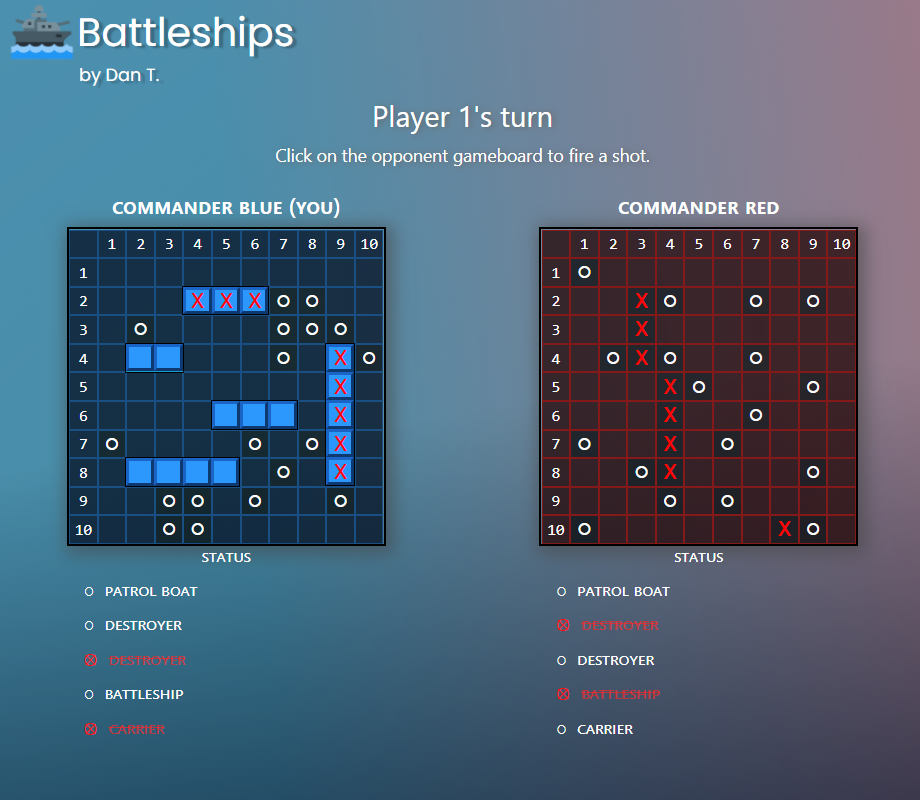 Battleships
by Dan T.
Player 1's turn
Click on the opponent gameboard to fire a shot.
COMMANDER BLUE (YOU)
1 2 3 4 5 6 7 8 9 10
1
2 X X X O O
3 O O O O
4 O X O
5 X
6 X
7 O O O X
8 O X
9 O O O O
10 O O
STATUS
O PATROL BOAT
O DESTROYER
DESTROYER
O BATTLESHIP
CARRIER
COMMANDER RED
1 2 3 4 5 6 7 8 9 10
1 O
2 X O O O
3 X
4 O X O O
5 X O O
6 X O
7 O X O
8 O X O
9 O O
10 O X O
STATUS
O PATROL BOAT
DESTROYER
O DESTROYER
BATTLESHIP
O CARRIER